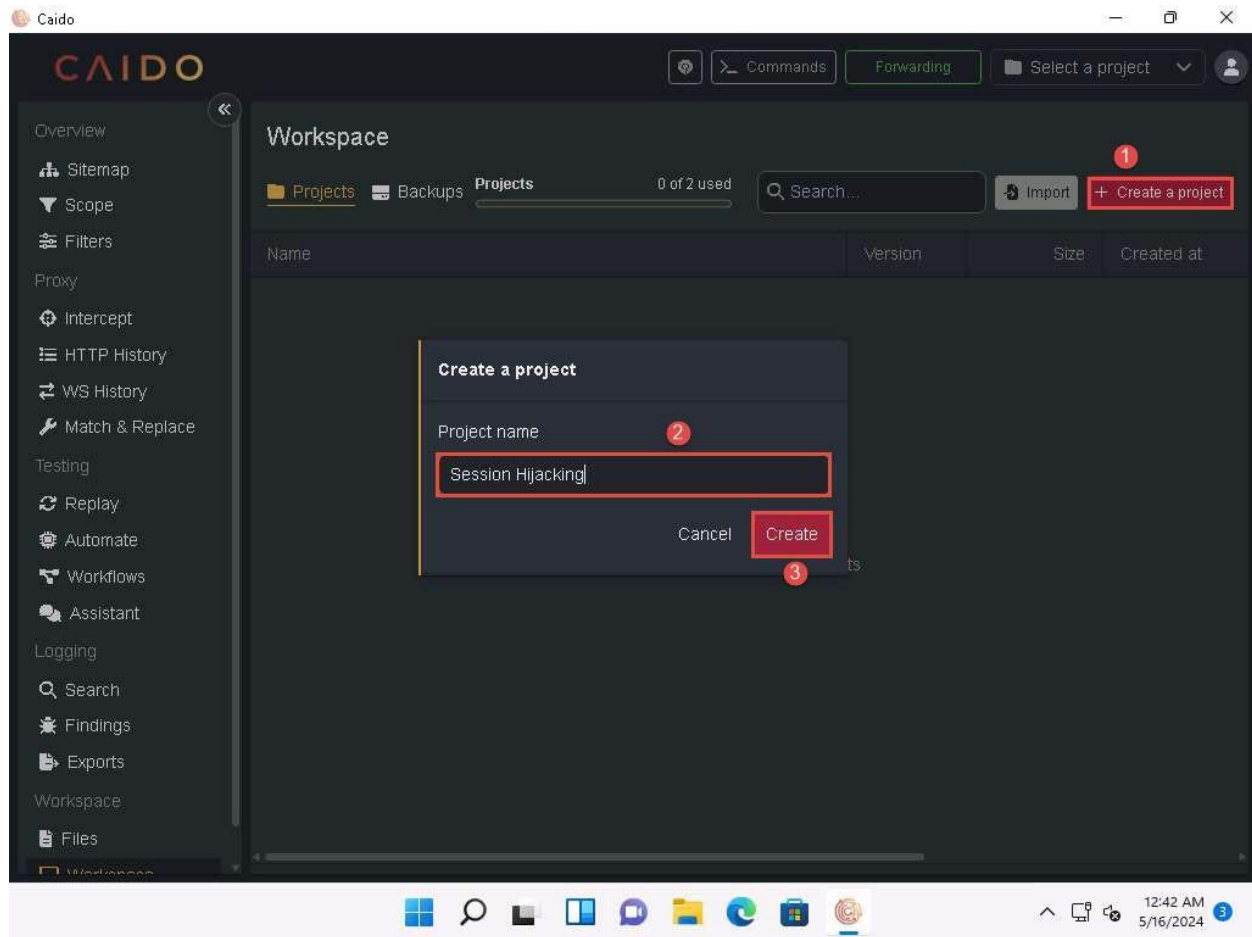 Caido
CAIDO
Commands
Forwarding
Select a project
Overview
Sitemap
Scope
Filters
Proxy
Intercept
HTTP History
WS History
Match & Replace
Testing
Replay
Automate
Workflows
Assistant
Logging
Search
Findings
Exports
Workspace
Files
Workspace
Workspace
1
Projects Backups Projects 0 of 2 used Search... Import + Create a project
Name Version Size Created at
Create a project
Project name 2
Session Hijacking
Cancel Create
3 ts
12:42 AM
5/16/2024 3